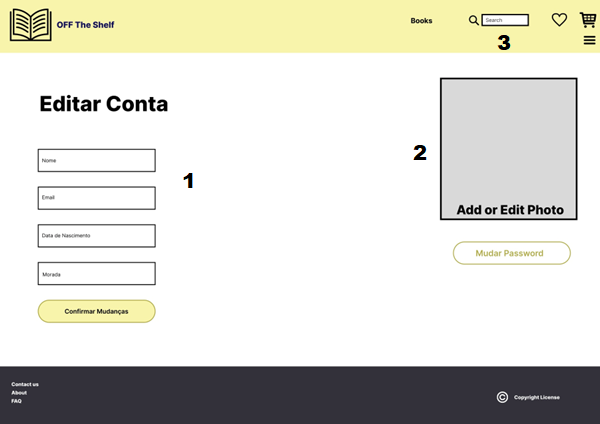 OFF The Shelf
Books
Search
3
Editar Conta
Nome
1
2
Email
Data de Nascimento
Add or Edit Photo
Mudar Password
Morada
Confirmar Mudanças
Contact us
About
FAQ
© Copyright License